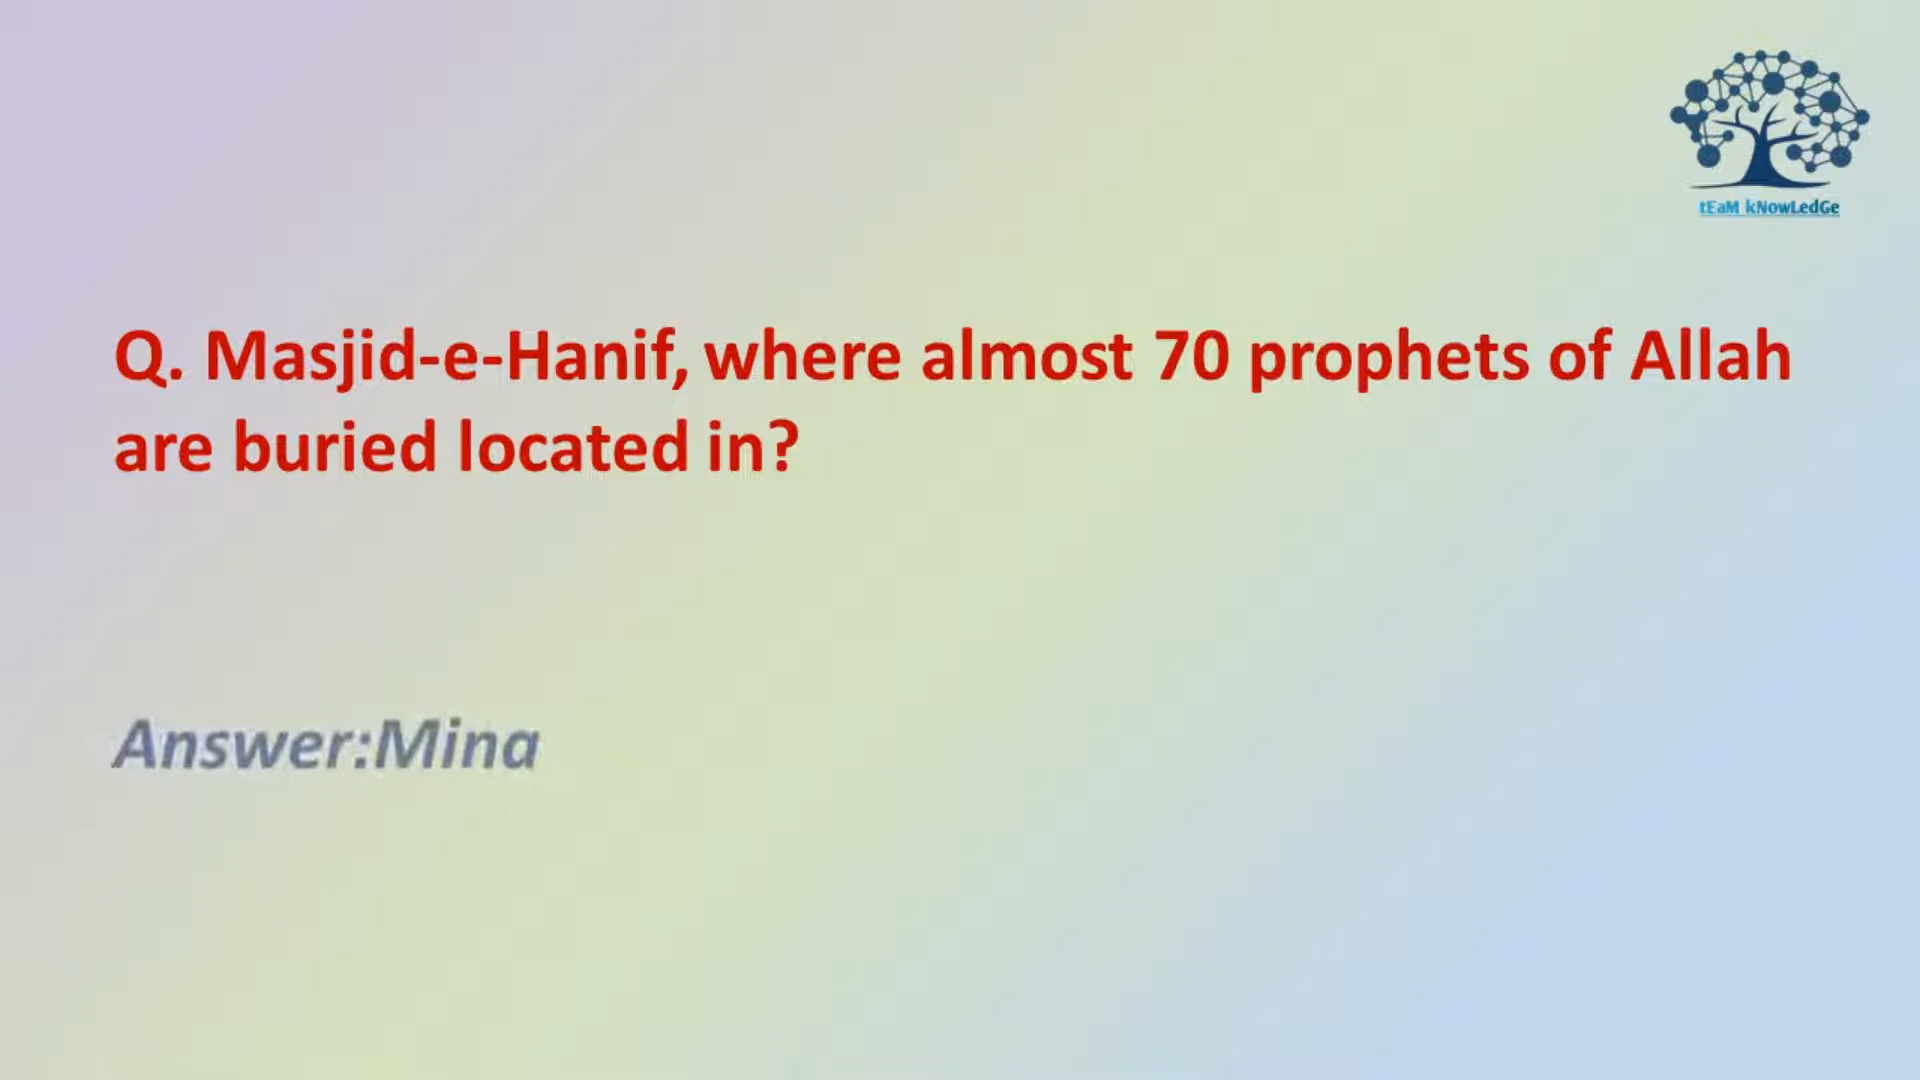 tEaM kNowLedGe
Q. Masjid-e-Hanif, where almost 70 prophets of Allah
are buried located in?
Answer:Mina